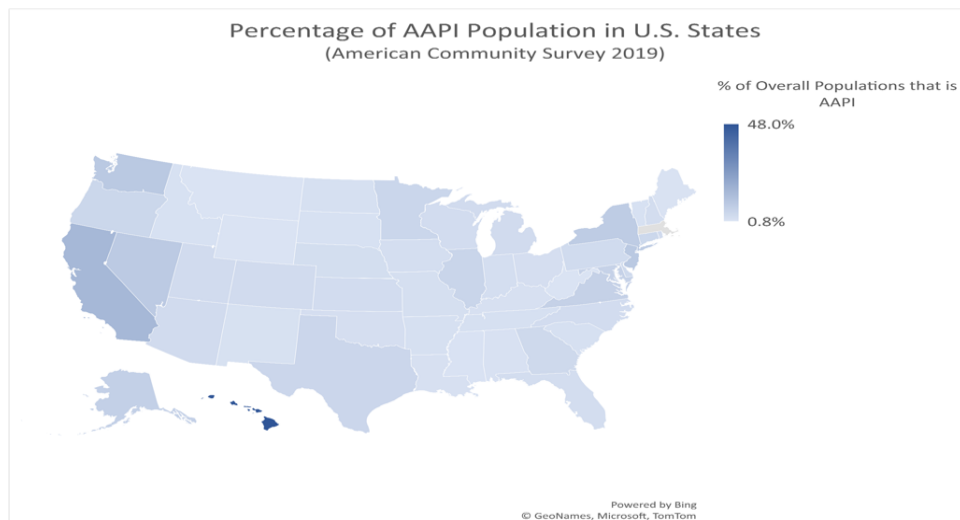 Percentage of AAPI Population in U.S. States
(American Community Survey 2019)
% of Overall Populations that is
AAPI
48.0%
0.8%
Powered by Bing
© GeoNames, Microsoft, TomTom